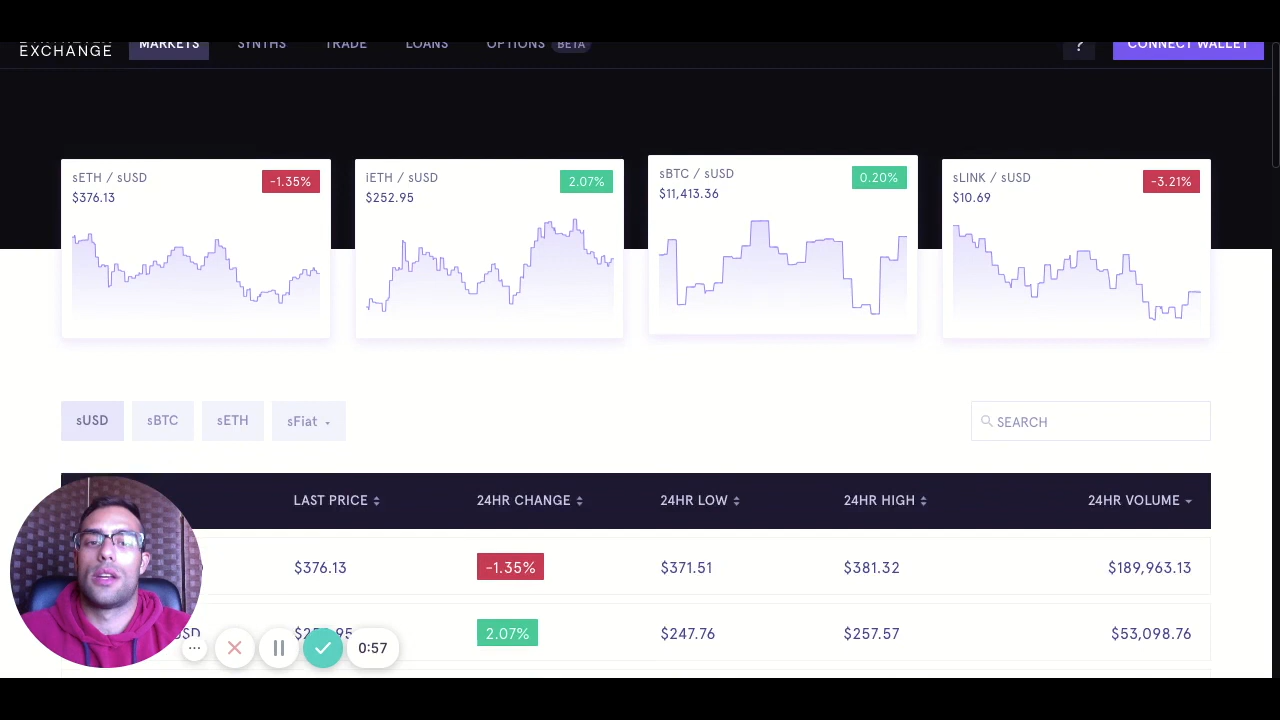 EXCHANGE MARKETS SYNTHS TRADE LOANS OPTIONS BETA ? CONNECT WALLET
sETH / sUSD -1.35%
$376.13
iETH / sUSD 2.07%
$252.95
sBTC / sUSD 0.20%
$11,413.36
sLINK / sUSD -3.21%
$10.69
sUSD sBTC sETH sFiat SEARCH
LAST PRICE 24HR CHANGE 24HR LOW 24HR HIGH 24HR VOLUME
$376.13 -1.35% $371.51 $381.32 $189,963.13
2.07% $247.76 $257.57 $53,098.76
0:57